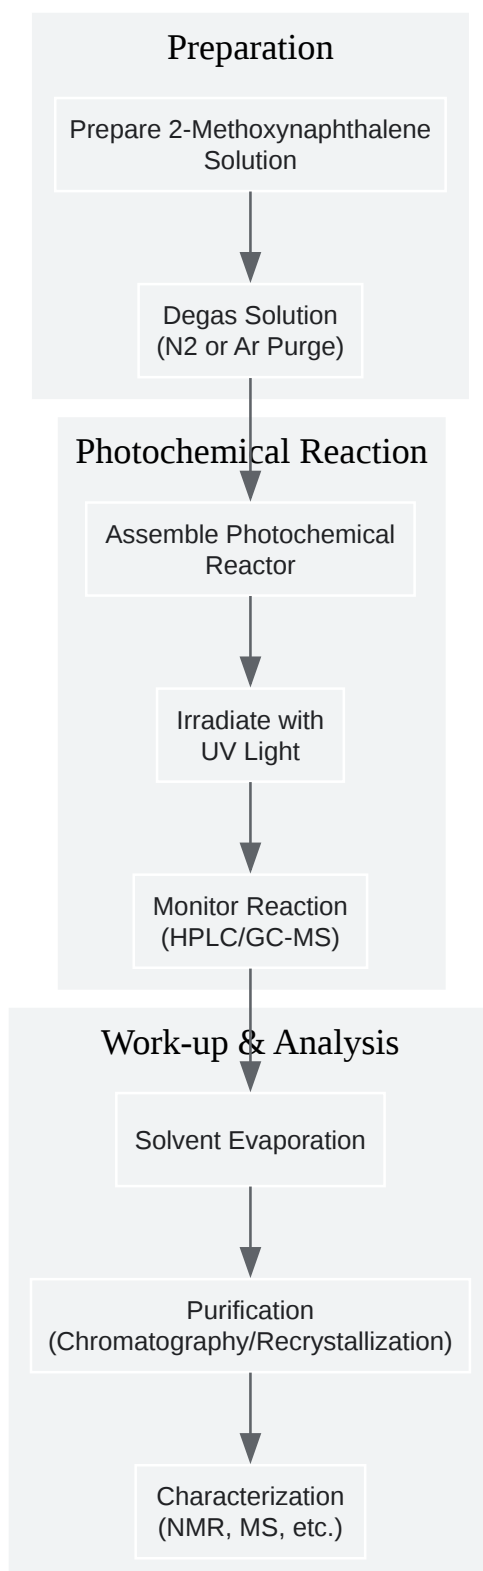 Preparation
Prepare 2-Methoxynaphthalene
Solution
Degas Solution
(N2 or Ar Purge)
Photochemical Reaction
Assemble Photochemical
Reactor
Irradiate with
UV Light
Monitor Reaction
(HPLC/GC-MS)
Work-up & Analysis
Solvent Evaporation
Purification
(Chromatography/Recrystallization)
Characterization
(NMR, MS, etc.)